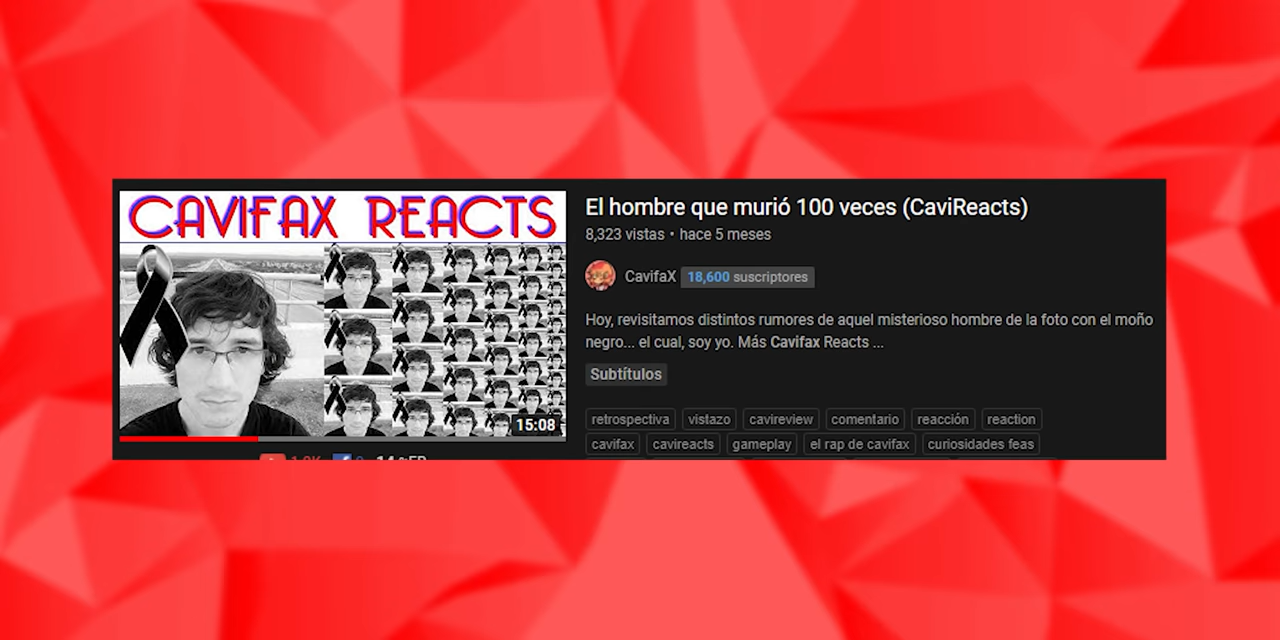 CAVIFAX REACTS
15:08
El hombre que murió 100 veces (CaviReacts)
8,323 vistas • hace 5 meses
CavifaX 18,600 suscriptores
Hoy, revisitamos distintos rumores de aquel misterioso hombre de la foto con el moño
negro... el cual, soy yo. Más Cavifax Reacts ...
Subtítulos
retrospectiva vistazo cavireview comentario reacción reaction
cavifax cavireacts gameplay el rap de cavifax curiosidades feas